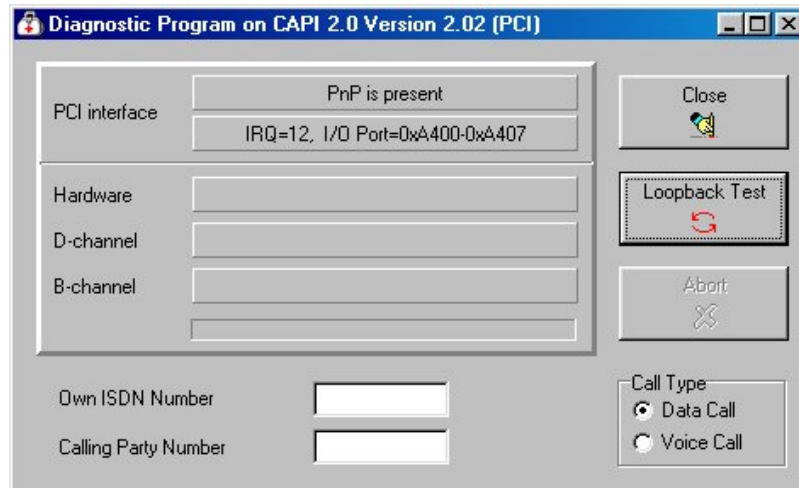 Diagnostic Program on CAPI 2.0 Version 2.02 (PCI)
PCI interface
PnP is present
IRQ=12, I/O Port=0xA400-0xA407
Close
Hardware
Loopback Test
D-channel
B-channel
Abort
Own ISDN Number
Calling Party Number
Call Type
Data Call
Voice Call